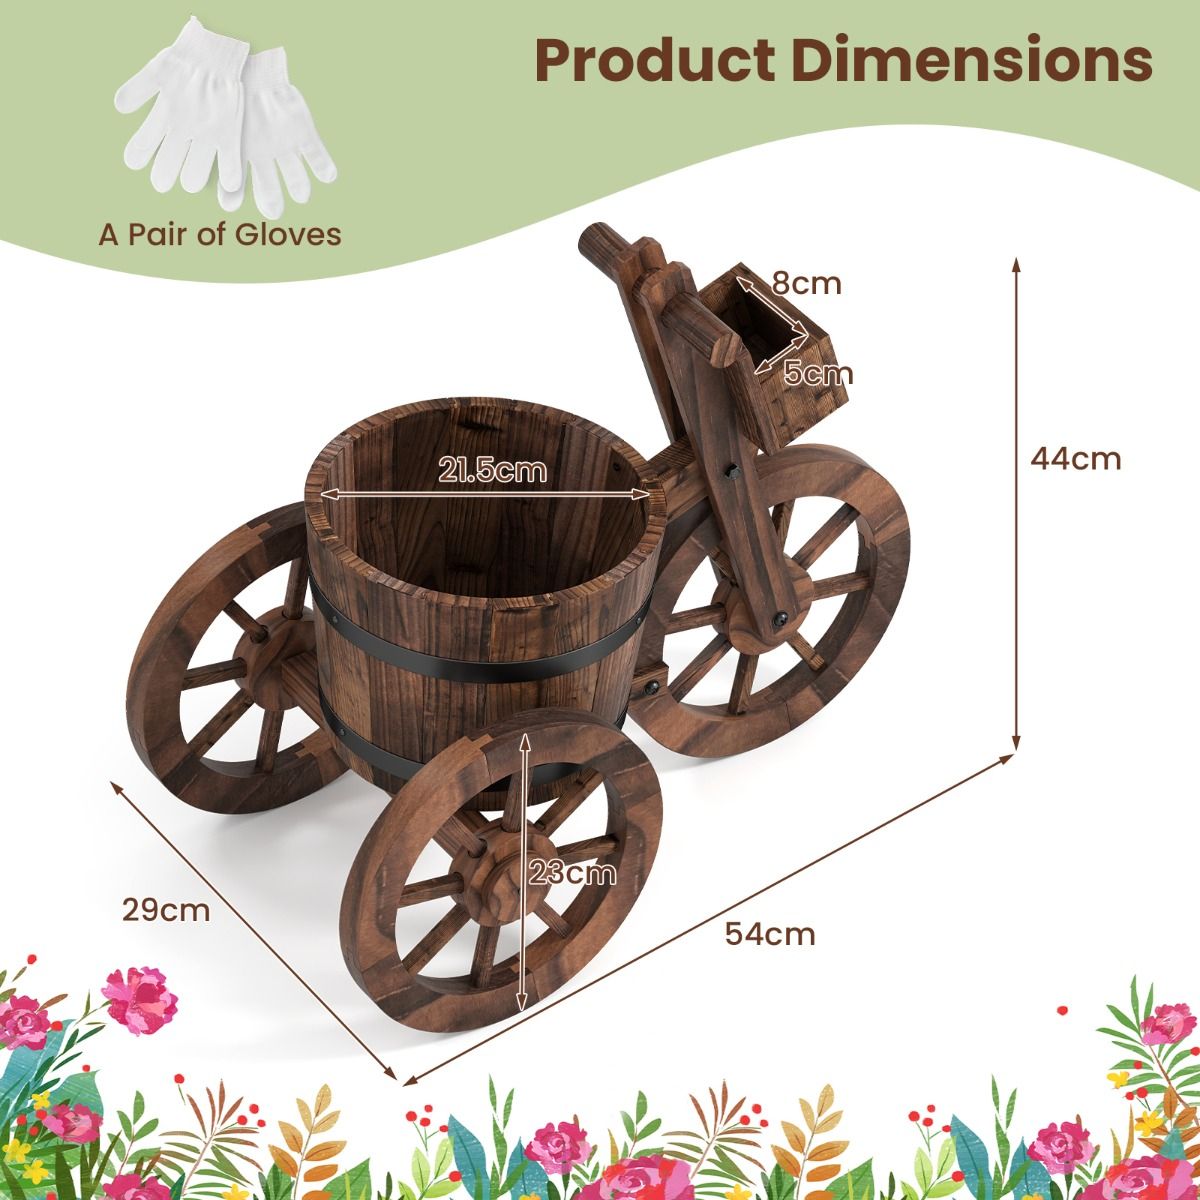 Product Dimensions
A Pair of Gloves
8cm
5cm
44cm
21.5cm
23cm
29cm
54cm